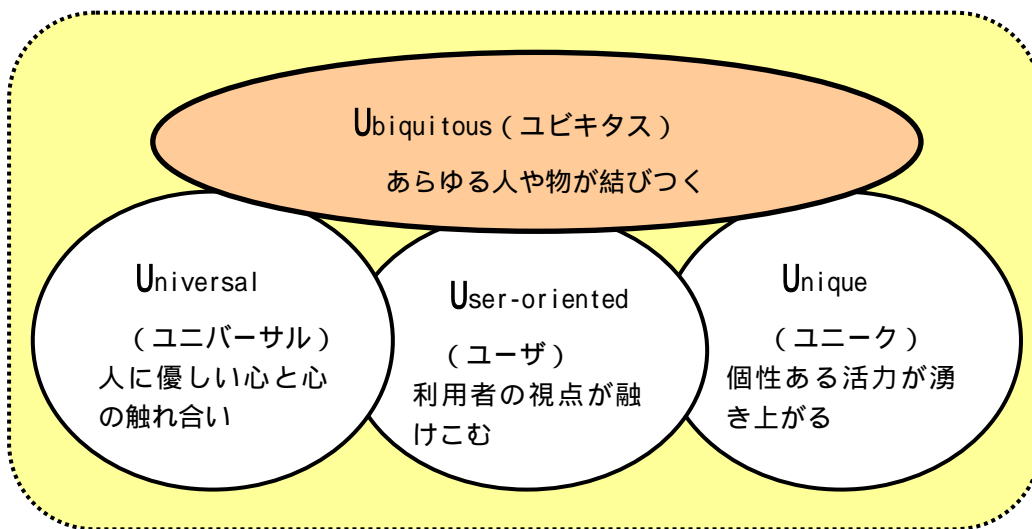 Ubiquitous（ユビキタス）
あらゆる人や物が結びつく
Universal
（ユニバーサル）
人に優しい心と心
の触れ合い
User-oriented
（ユーザ）
利用者の視点が融
けこむ
Unique
（ユニーク）
個性ある活力が湧
き上がる